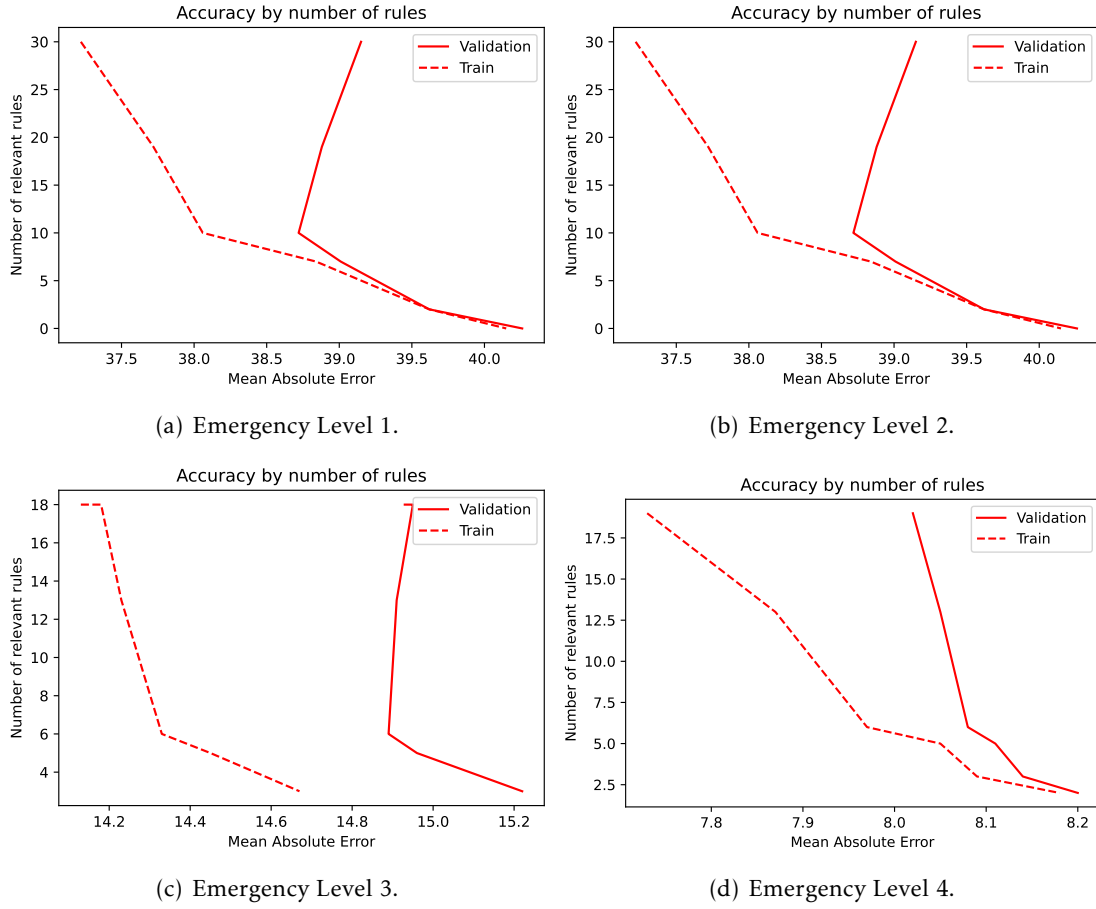 Accuracy by number of rules
Number of relevant rules
30
25
20
15
10
5
0
Validation
Train
37.5 38.0 38.5 39.0 39.5 40.0
Mean Absolute Error
(a) Emergency Level 1.
Accuracy by number of rules
Number of relevant rules
30
25
20
15
10
5
0
Validation
Train
37.5 38.0 38.5 39.0 39.5 40.0
Mean Absolute Error
(b) Emergency Level 2.
Accuracy by number of rules
Number of relevant rules
18
16
14
12
10
8
6
4
Validation
Train
14.2 14.4 14.6 14.8 15.0 15.2
Mean Absolute Error
(c) Emergency Level 3.
Accuracy by number of rules
Number of relevant rules
17.5
15.0
12.5
10.0
7.5
5.0
2.5
Validation
Train
7.8 7.9 8.0 8.1 8.2
Mean Absolute Error
(d) Emergency Level 4.